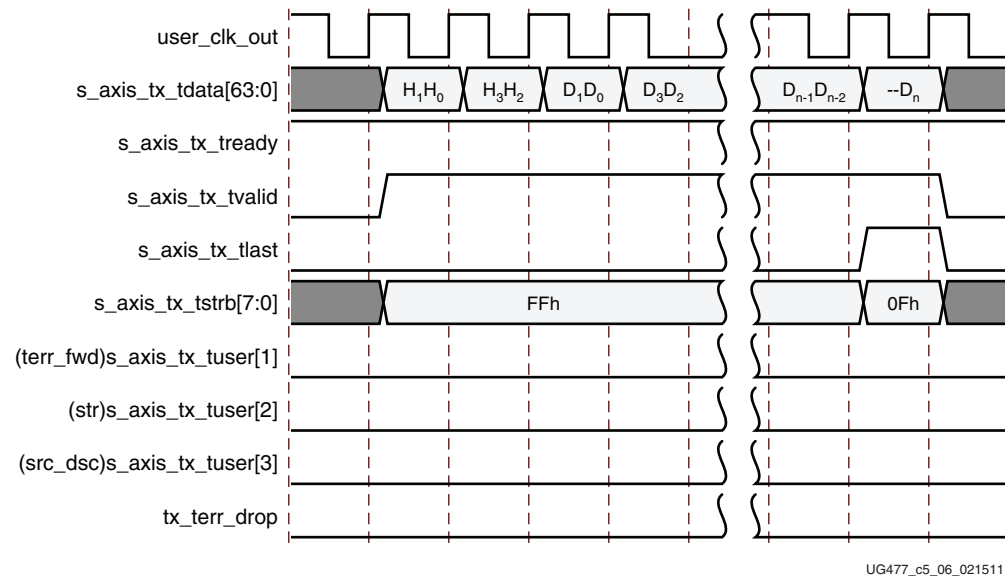 user_clk_out
s_axis_tx_tdata[63:0] H1H0 H3H2 D1D0 D3D2 Dn-1Dn-2 --Dn
s_axis_tx_tready
s_axis_tx_tvalid
s_axis_tx_tlast
s_axis_tx_tstrb[7:0] FFh 0Fh
(terr_fwd)s_axis_tx_tuser[1]
(str)s_axis_tx_tuser[2]
(src_dsc)s_axis_tx_tuser[3]
tx_terr_drop
UG477_c5_06_021511